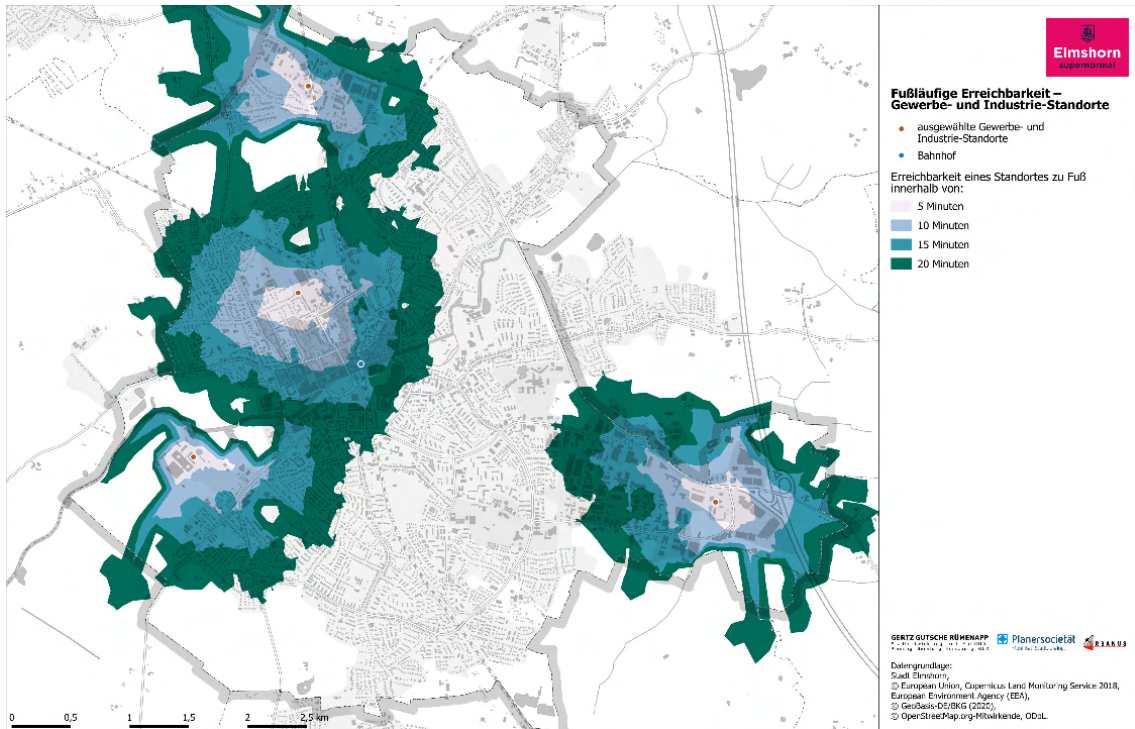 Elmshorn
supernormal
Fußläufige Erreichbarkeit –
Gewerbe- und Industrie-Standorte
ausgewählte Gewerbe- und
Industrie-Standorte
Bahnhof
Erreichbarkeit eines Standortes zu Fuß
innerhalb von:
5 Minuten
10 Minuten
15 Minuten
20 Minuten
GERTZ GUTSCHE RÜMENAPP
Planersocietät
Datengrundlage:
Stadt Elmshorn,
© European Union, Copernicus Land Monitoring Service 2018,
European Environment Agency (EEA),
© GeoBasis-DE/BKG (2020),
© OpenStreetMap.org-Mitwirkende, ODbL.
0 0,5 1 1,5 2 2,5 km